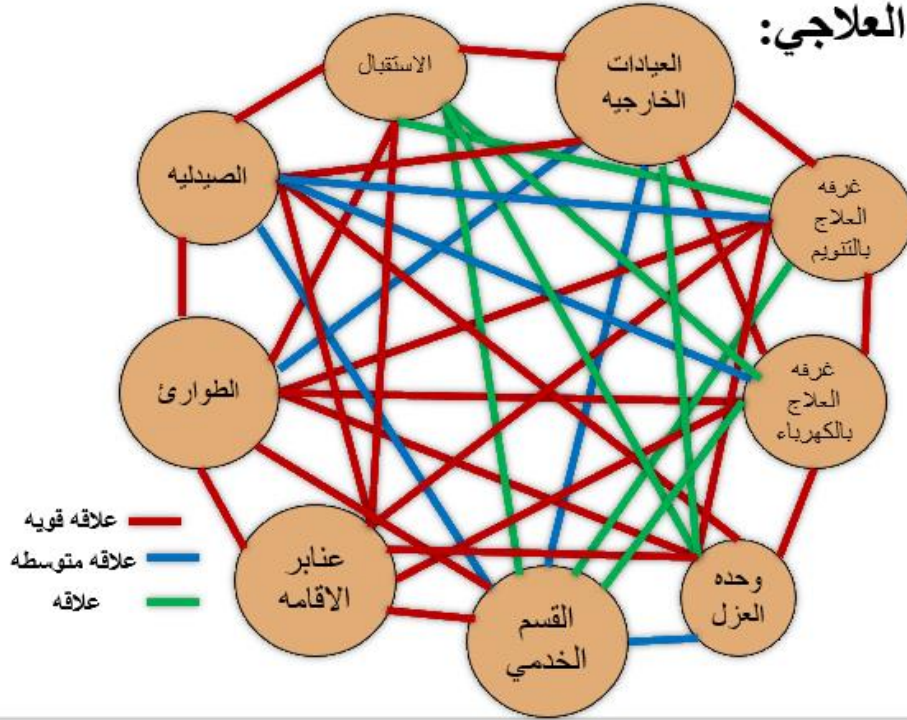 العلاجي:
الاستقبال
العيادات
الخارجيه
الصيدليه
غرفه
العلاج
بالتنويم
الطوارئ
غرفه
العلاج
بالكهرباء
علاقه قويه
علاقه متوسطه
علاقه
عنابر
الاقامه
القسم
الخدمي
وحده
العزل